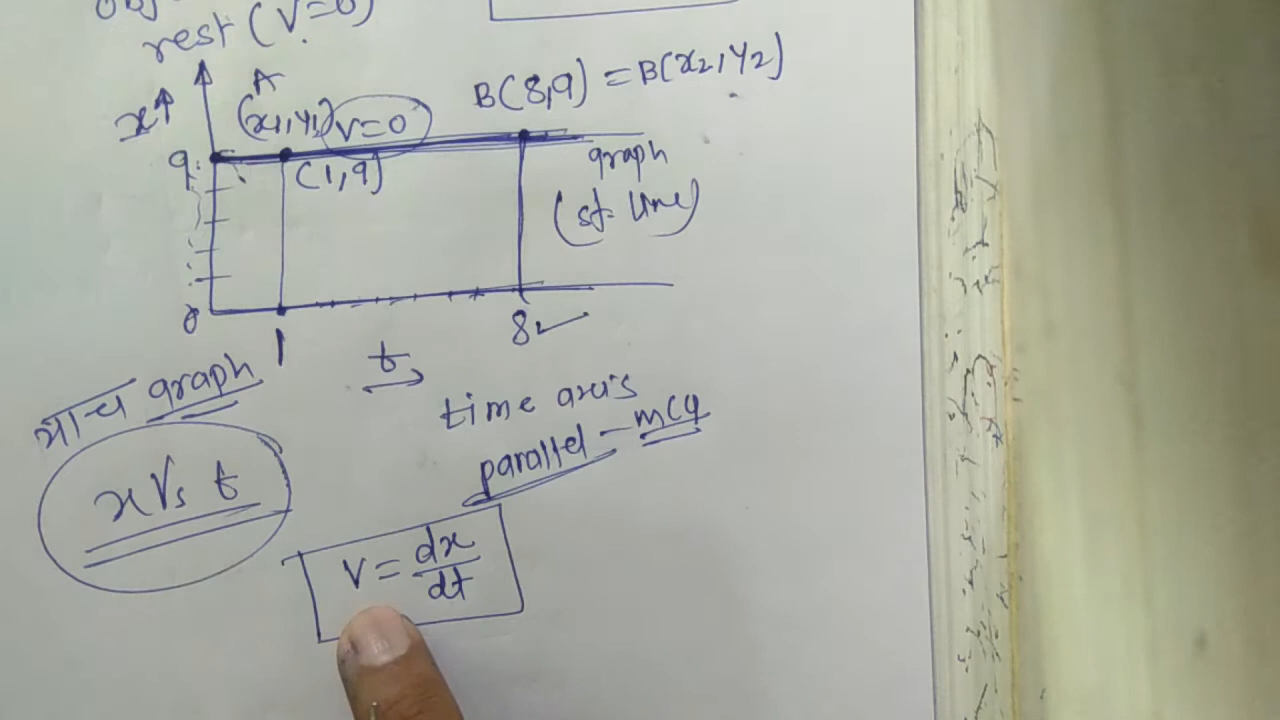 obj
rest (V=0)
x↑
A
(x₁,y₁) V=0
B(8,9) = B(x₂,y₂)
9
(1,9)
graph
(st. line)
0
1
8
t
graph
time axis
parallel - MCQ
x Vs t
V = dx/dt